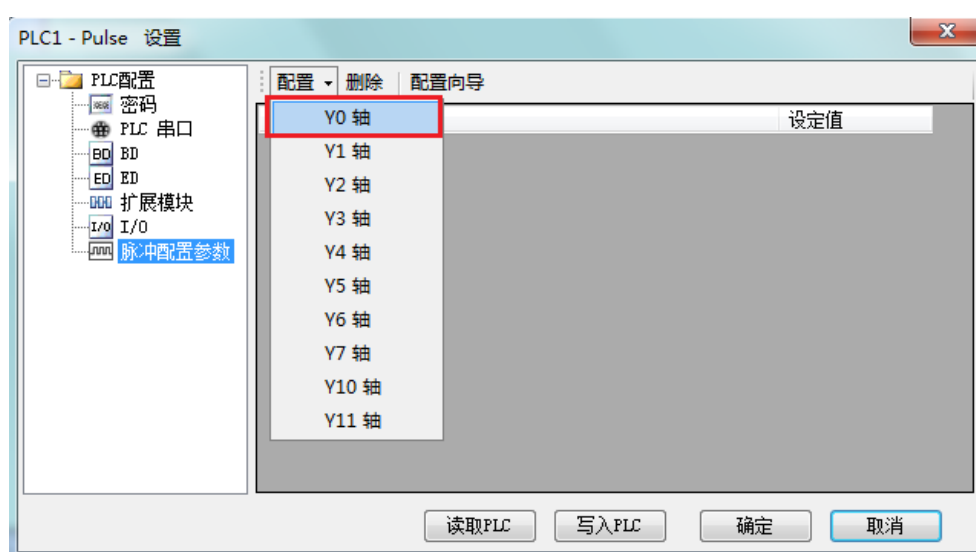 PLC1 - Pulse 设置
PLC配置
密码
PLC 串口
BD BD
ED ED
扩展模块
I/O I/O
脉冲配置参数
配置 删除 配置向导
设定值
Y0 轴
Y1 轴
Y2 轴
Y3 轴
Y4 轴
Y5 轴
Y6 轴
Y7 轴
Y10 轴
Y11 轴
读取PLC 写入PLC 确定 取消